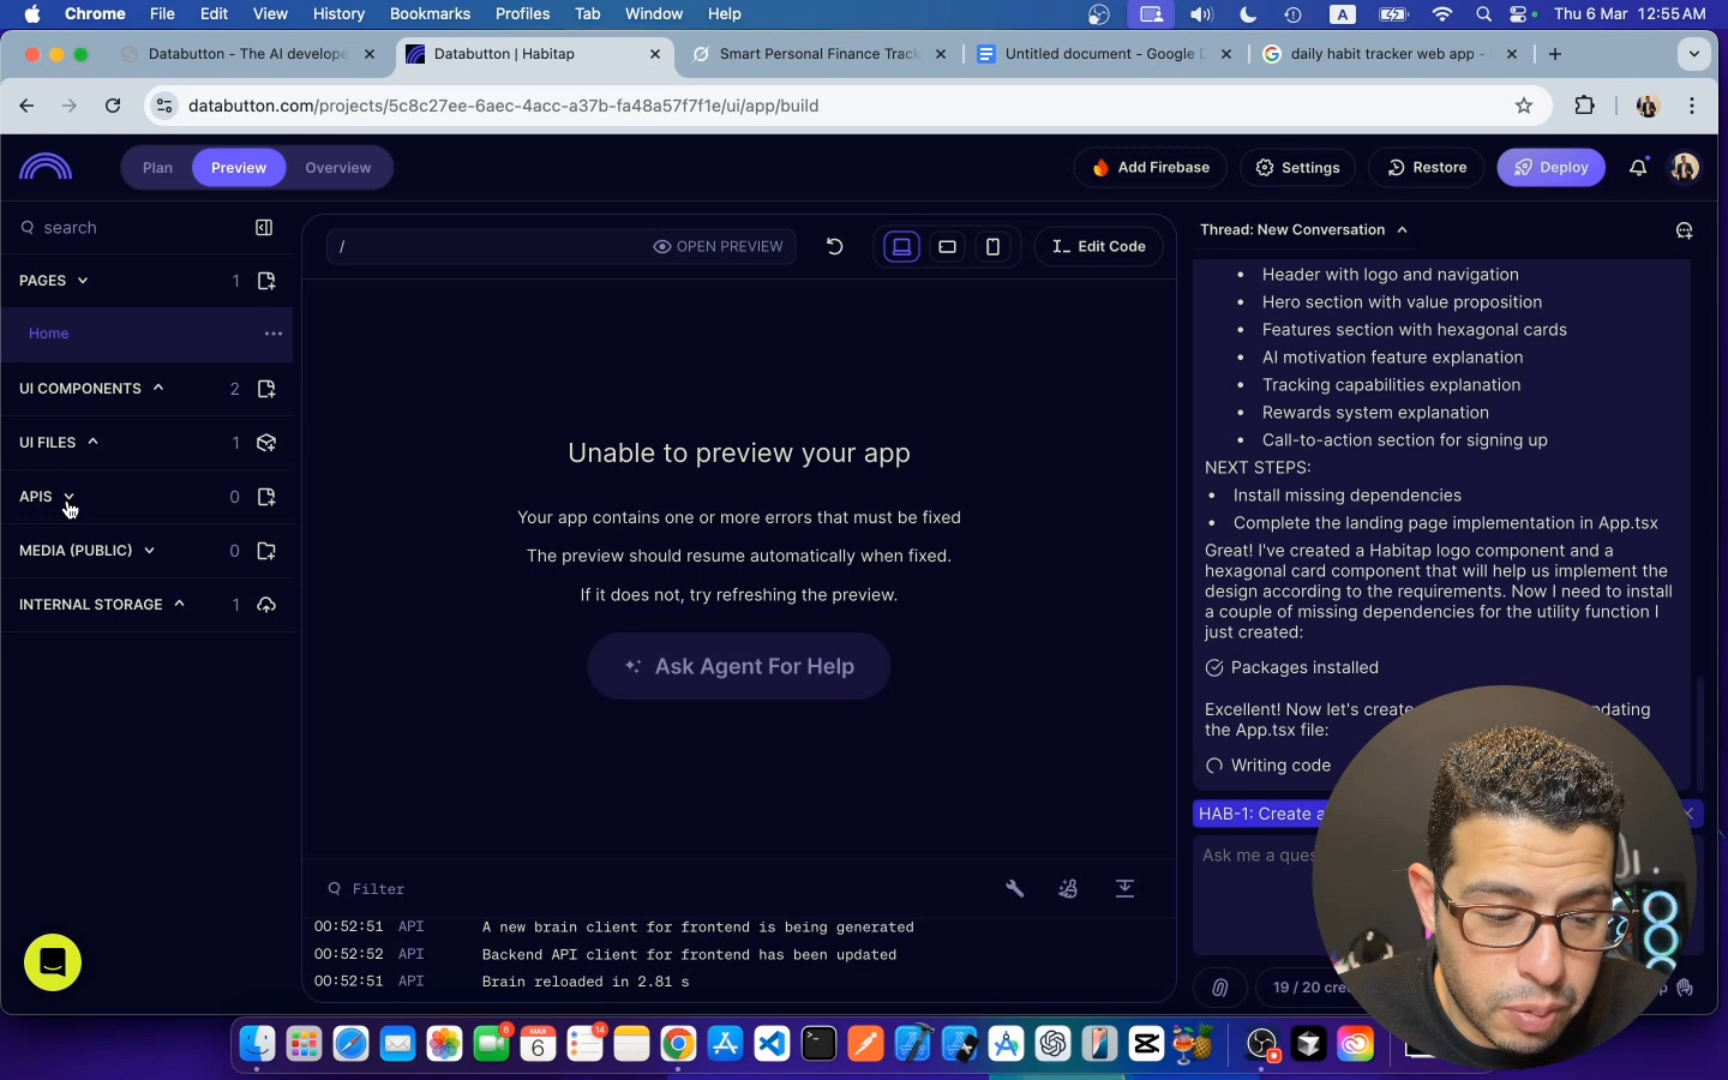 Chrome File Edit View History Bookmarks Profiles Tab Window Help
A
Thu 6 Mar 12:55 AM
Databutton - The AI develope
Databutton | Habitap
Smart Personal Finance Track
Untitled document - Google D
daily habit tracker web app -
databutton.com/projects/5c8c27ee-6aec-4acc-a37b-fa48a57f7f1e/ui/app/build
Plan Preview Overview
Add Firebase Settings Restore Deploy
search
PAGES 1
Home
UI COMPONENTS 2
UI FILES 1
APIS 0
MEDIA (PUBLIC) 0
INTERNAL STORAGE 1
/ OPEN PREVIEW
Edit Code
Unable to preview your app
Your app contains one or more errors that must be fixed
The preview should resume automatically when fixed.
If it does not, try refreshing the preview.
Ask Agent For Help
Filter
00:52:51 API A new brain client for frontend is being generated
00:52:52 API Backend API client for frontend has been updated
00:52:51 API Brain reloaded in 2.81 s
Thread: New Conversation
• Header with logo and navigation
• Hero section with value proposition
• Features section with hexagonal cards
• AI motivation feature explanation
• Tracking capabilities explanation
• Rewards system explanation
• Call-to-action section for signing up
NEXT STEPS:
• Install missing dependencies
• Complete the landing page implementation in App.tsx
Great! I've created a Habitap logo component and a
hexagonal card component that will help us implement the
design according to the requirements. Now I need to install
a couple of missing dependencies for the utility function I
just created:
Packages installed
Excellent! Now let's create
the App.tsx file:
Writing code
HAB-1: Create
Ask me a
19 / 20
6
MAR
6
14